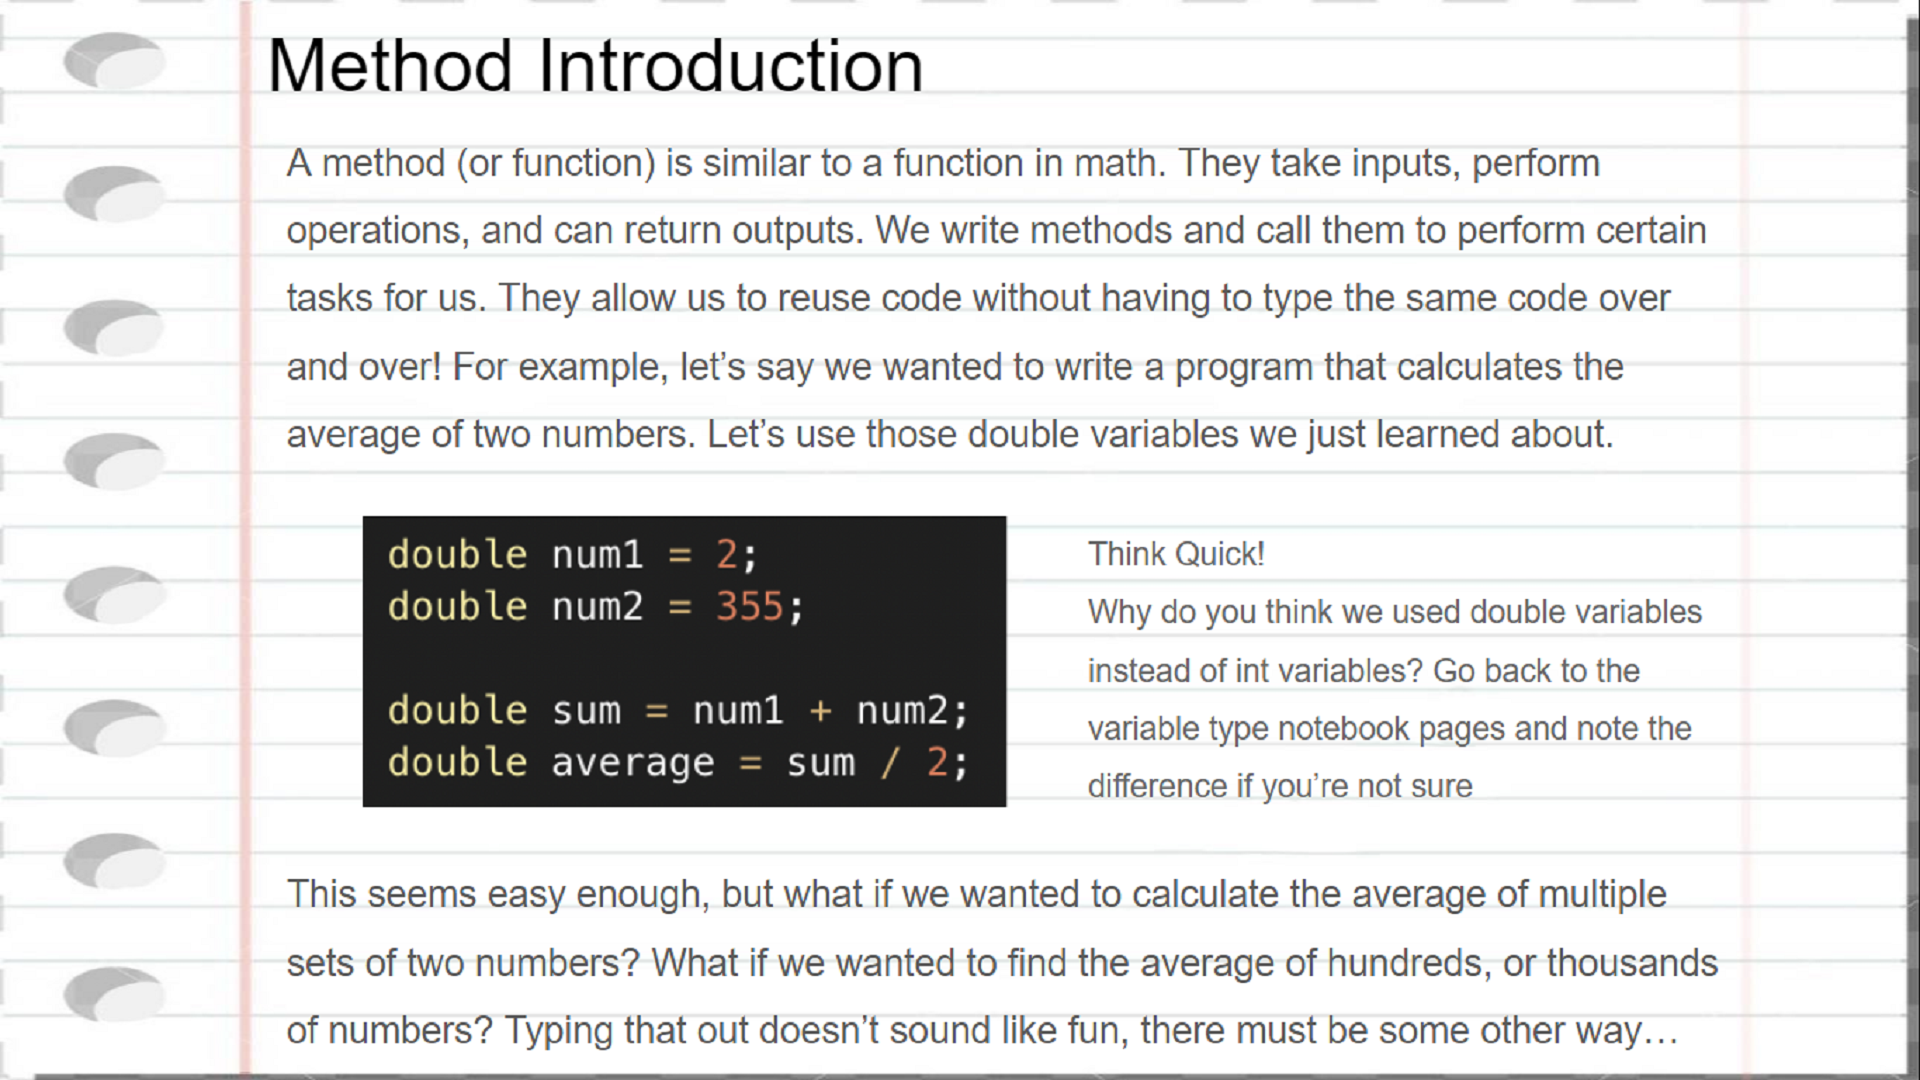 Method Introduction
A method (or function) is similar to a function in math. They take inputs, perform
operations, and can return outputs. We write methods and call them to perform certain
tasks for us. They allow us to reuse code without having to type the same code over
and over! For example, let’s say we wanted to write a program that calculates the
average of two numbers. Let’s use those double variables we just learned about.
double num1 = 2;
double num2 = 355;
double sum = num1 + num2;
double average = sum / 2;
Think Quick!
Why do you think we used double variables
instead of int variables? Go back to the
variable type notebook pages and note the
difference if you’re not sure
This seems easy enough, but what if we wanted to calculate the average of multiple
sets of two numbers? What if we wanted to find the average of hundreds, or thousands
of numbers? Typing that out doesn’t sound like fun, there must be some other way…